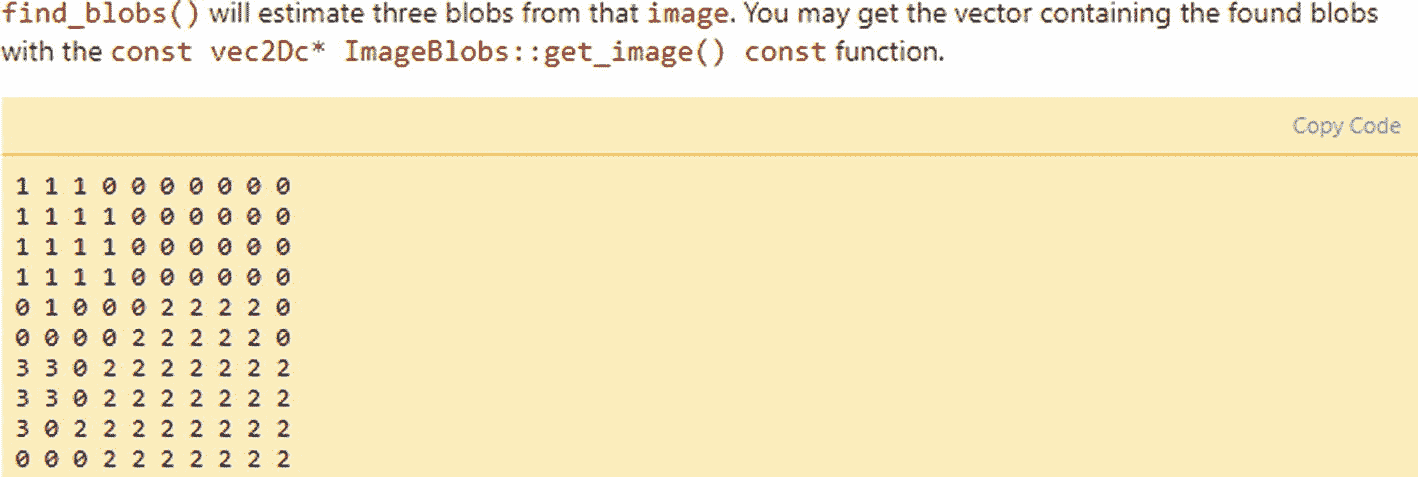 find_blobs() will estimate three blobs from that image. You may get the vector containing the found blobs
with the const vec2Dc* ImageBlobs::get_image() const function.
Copy Code
1 1 1 0 0 0 0 0 0 0
1 1 1 1 0 0 0 0 0 0
1 1 1 1 0 0 0 0 0 0
1 1 1 1 0 0 0 0 0 0
0 1 0 0 0 2 2 2 2 0
0 0 0 0 2 2 2 2 2 0
3 3 0 2 2 2 2 2 2 2
3 3 0 2 2 2 2 2 2 2
3 0 2 2 2 2 2 2 2 2
0 0 0 2 2 2 2 2 2 2